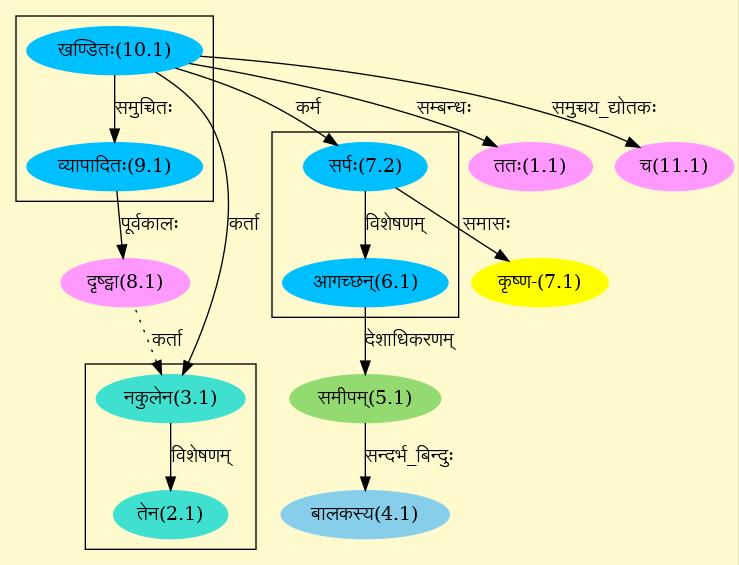 खण्डितः(10.1)
समुच्चितः
कर्म
सम्बन्धः
समुच्चय_द्योतकः
व्यापादितः(9.1)
सर्पः(7.2)
ततः(1.1)
च(11.1)
पूर्वकालः
कर्ता
विशेषणम्
समासः
दृष्ट्वा(8.1)
आगच्छन्(6.1)
कृष्ण-(7.1)
कर्ता
देशाधिकरणम्
नकुलेन(3.1)
समीपम्(5.1)
विशेषणम्
सन्दर्भ_बिन्दुः
तेन(2.1)
बालकस्य(4.1)